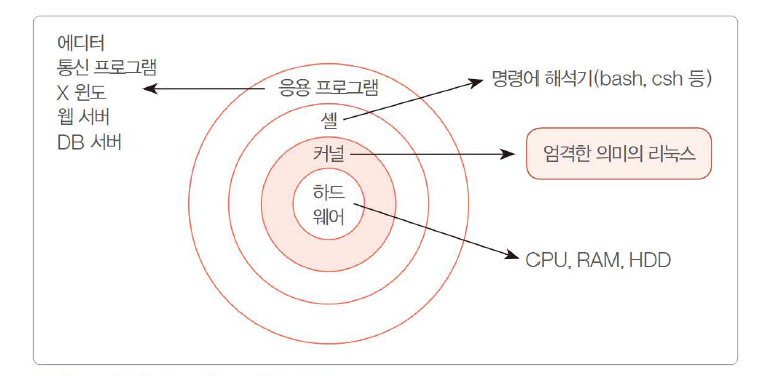 에디터
통신 프로그램
X 윈도
웹 서버
DB 서버
응용 프로그램
셸
커널
하드
웨어
명령어 해석기(bash, csh 등)
엄격한 의미의 리눅스
CPU, RAM, HDD